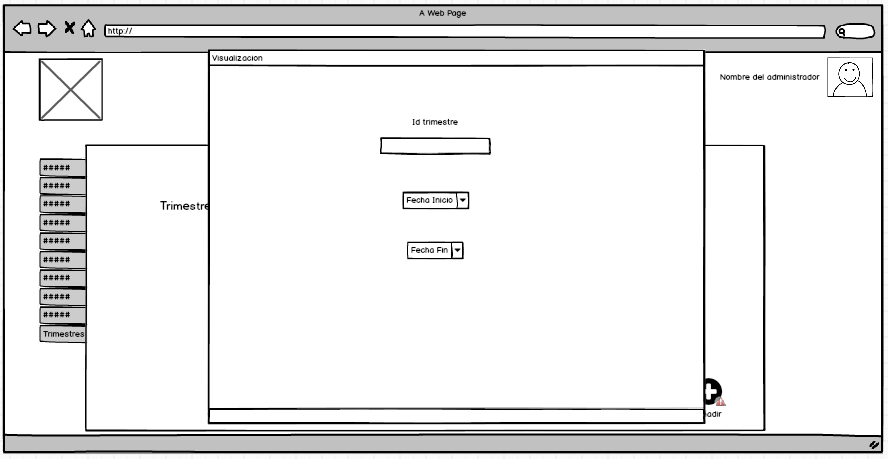 A Web Page
http://
Visualizacion
Nombre del administrador
Id trimestre
#####
#####
#####
Fecha Inicio
Trimestre
#####
#####
Fecha Fin
#####
#####
#####
#####
Trimestres
adir